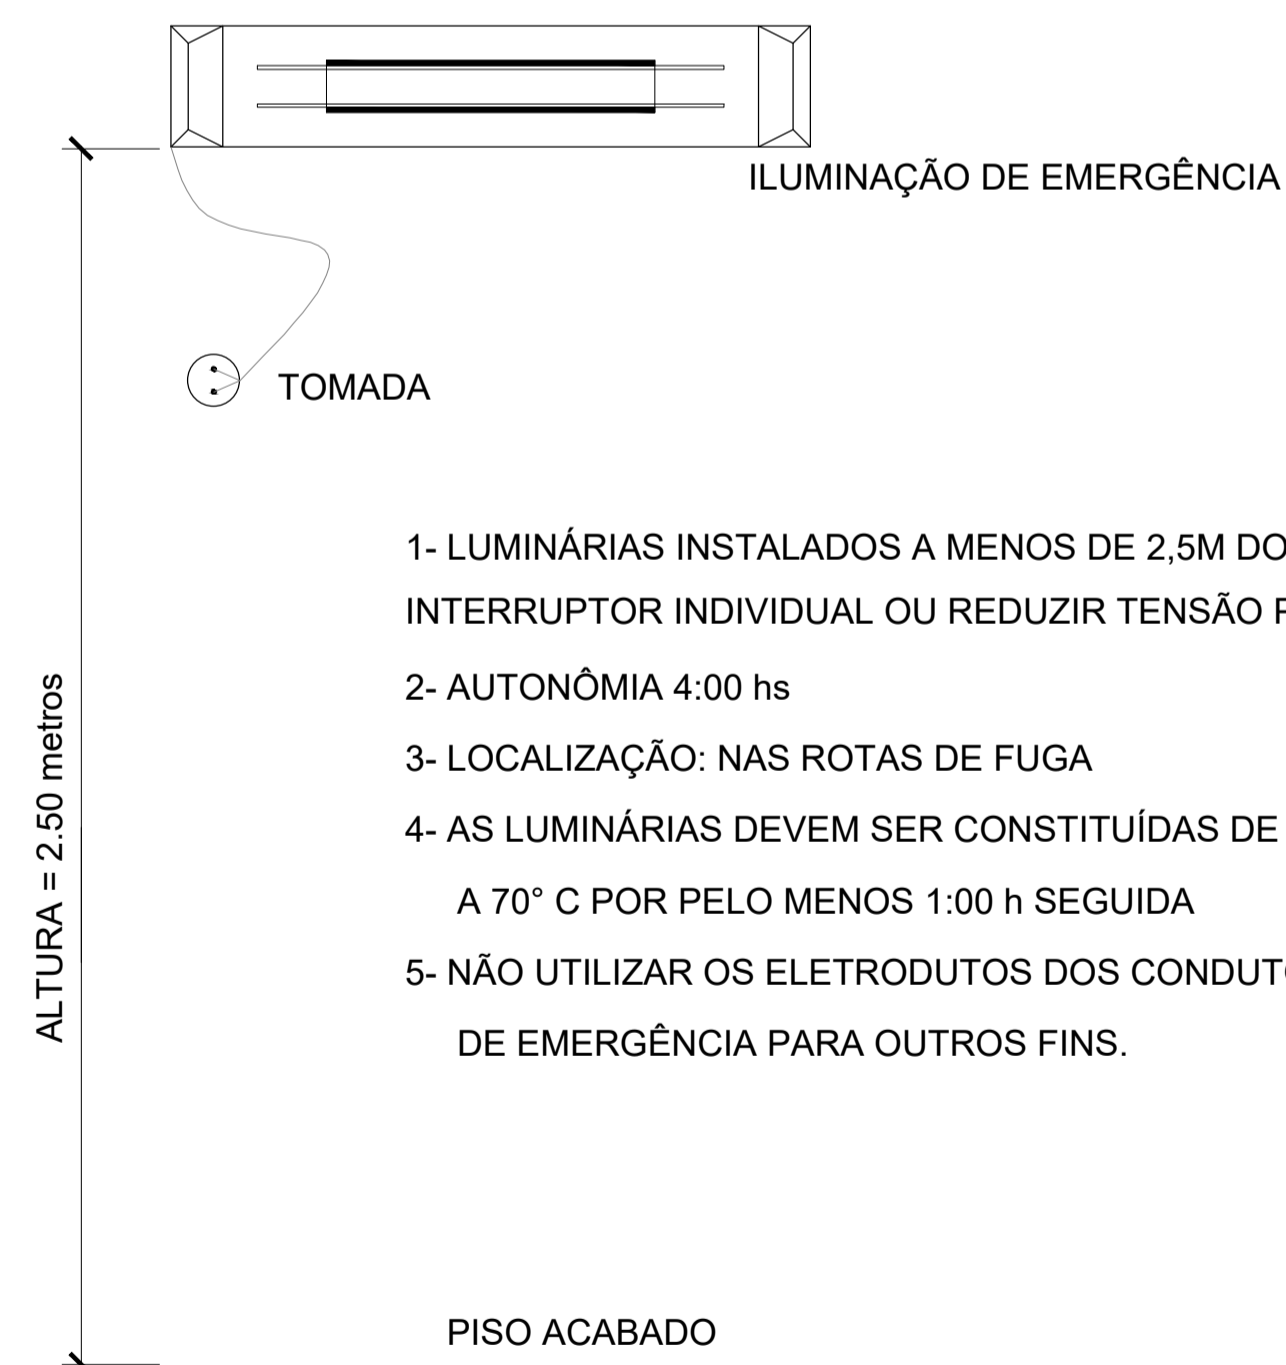 ILUMINAÇÃO DE EMERGÊNCIA
TOMADA
1- LUMINÁRIAS INSTALADOS A MENOS DE 2,5M DO
INTERRUPTOR INDIVIDUAL OU REDUZIR TENSÃO
2- AUTONÔMIA 4:00 hs
3- LOCALIZAÇÃO: NAS ROTAS DE FUGA
4- AS LUMINÁRIAS DEVEM SER CONSTITUÍDAS DE
A 70° C POR PELO MENOS 1:00 h SEGUIDA
5- NÃO UTILIZAR OS ELETRODUTOS DOS
DE EMERGÊNCIA PARA OUTROS FINS.
ALTURA = 2.50 metros
PISO ACABADO